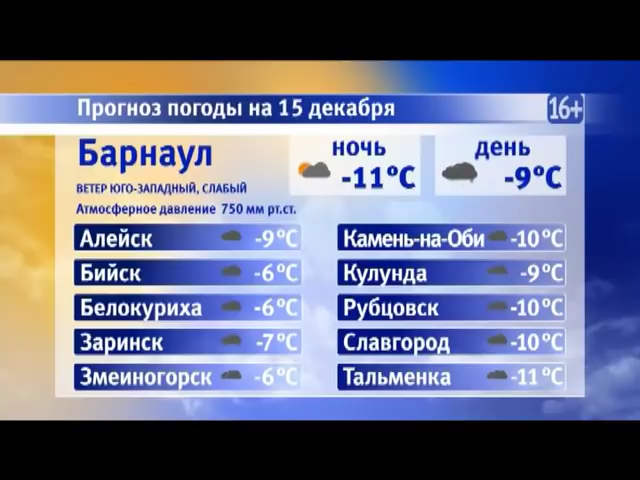 Прогноз погоды на 15 декабря 16+
Барнаул
ночь
-11°C
день
-9°C
ВЕТЕР ЮГО-ЗАПАДНЫЙ, СЛАБЫЙ
Атмосферное давление 750 мм рт.ст.
Алейск -9°C
Бийск -6°C
Белокуриха -6°C
Заринск -7°C
Змеиногорск -6°C
Камень-на-Оби -10°C
Кулунда -9°C
Рубцовск -10°C
Славгород -10°C
Тальменка -11°C